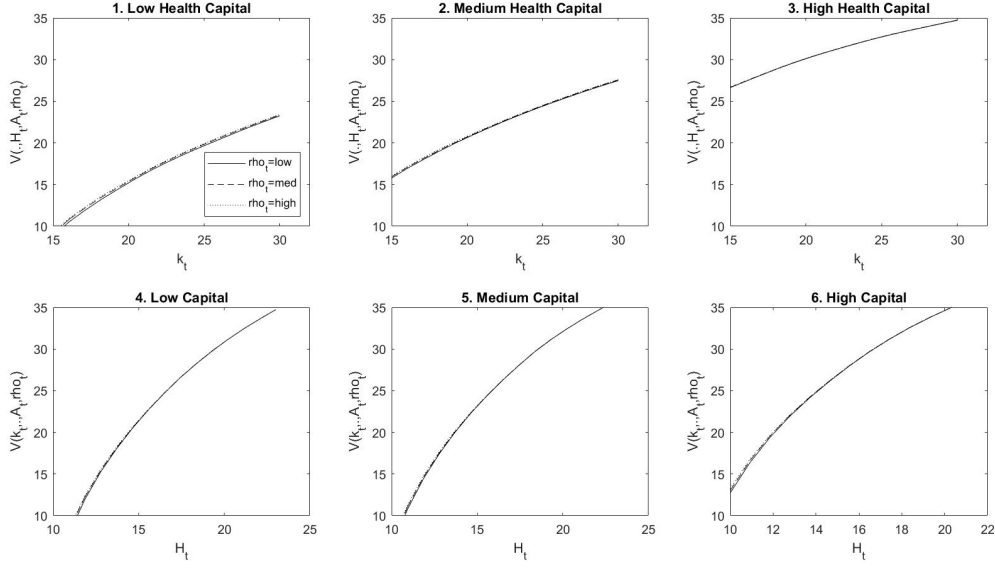 1. Low Health Capital
35
30
25
20
15
10
15 20 25 30
V(.,H_t,A_t,rho_t)
k_t
rho_t=low
rho_t=med
rho_t=high
2. Medium Health Capital
35
30
25
20
15
10
15 20 25 30
V(.,H_t,A_t,rho_t)
k_t
3. High Health Capital
35
30
25
20
15
10
15 20 25 30
V(.,H_t,A_t,rho_t)
k_t
4. Low Capital
35
30
25
20
15
10
10 15 20 25
V(k_t,.,A_t,rho_t)
H_t
5. Medium Capital
35
30
25
20
15
10
10 15 20 25
V(k_t,.,A_t,rho_t)
H_t
6. High Capital
35
30
25
20
15
10
10 12 14 16 18 20 22
V(k_t,.,A_t,rho_t)
H_t